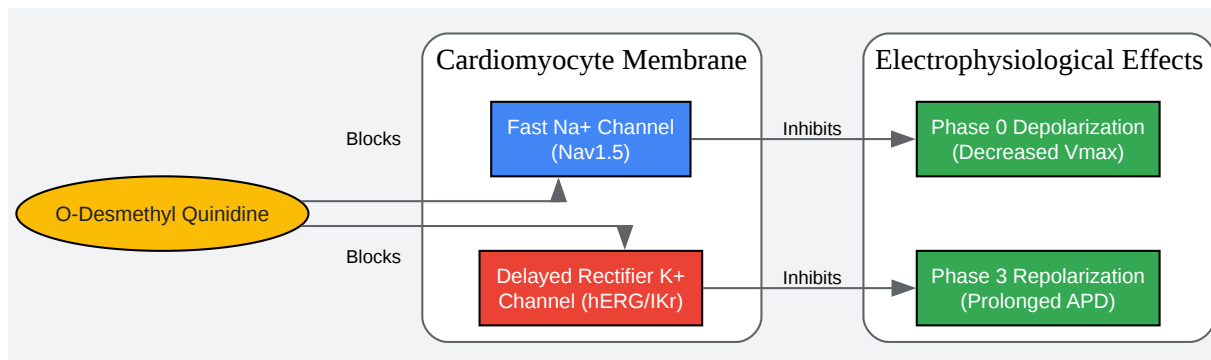 Cardiomyocyte Membrane
Electrophysiological Effects
Blocks
Fast Na+ Channel
(Nav1.5)
Inhibits
Phase 0 Depolarization
(Decreased Vmax)
O-Desmethyl Quinidine
Blocks
Delayed Rectifier K+
Channel (hERG/IKr)
Inhibits
Phase 3 Repolarization
(Prolonged APD)